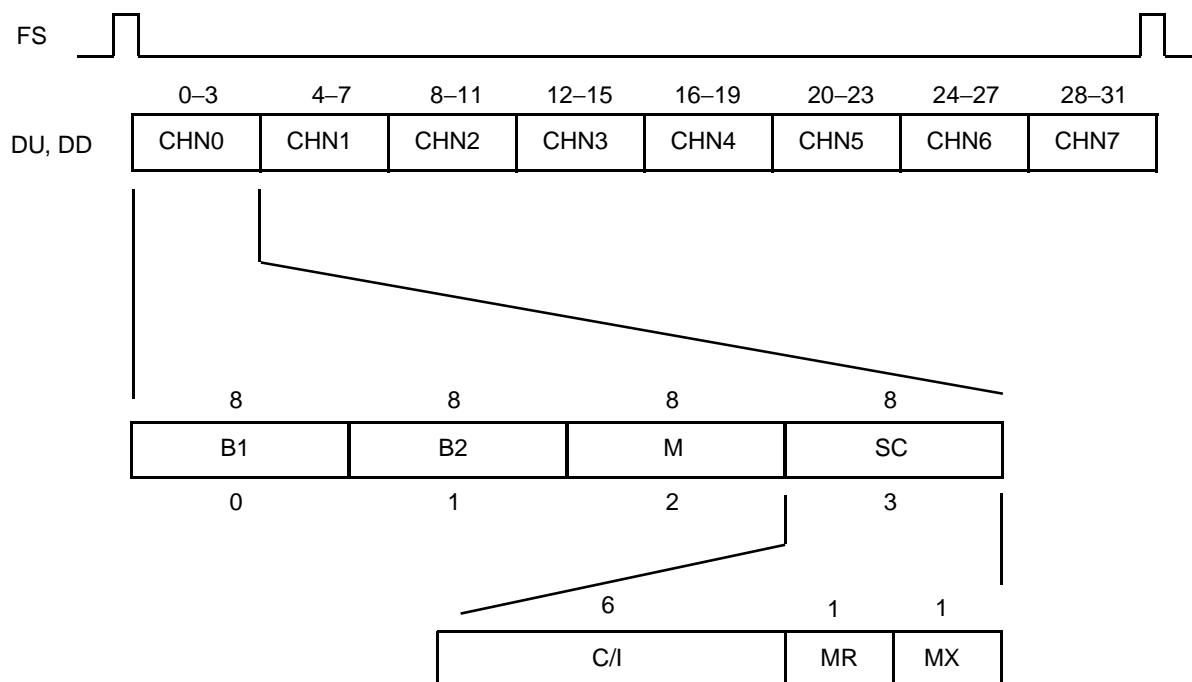 FS
0–3 4–7 8–11 12–15 16–19 20–23 24–27 28–31
DU, DD CHN0 CHN1 CHN2 CHN3 CHN4 CHN5 CHN6 CHN7
8 8 8 8
B1 B2 M SC
0 1 2 3
6 1 1
C/I MR MX